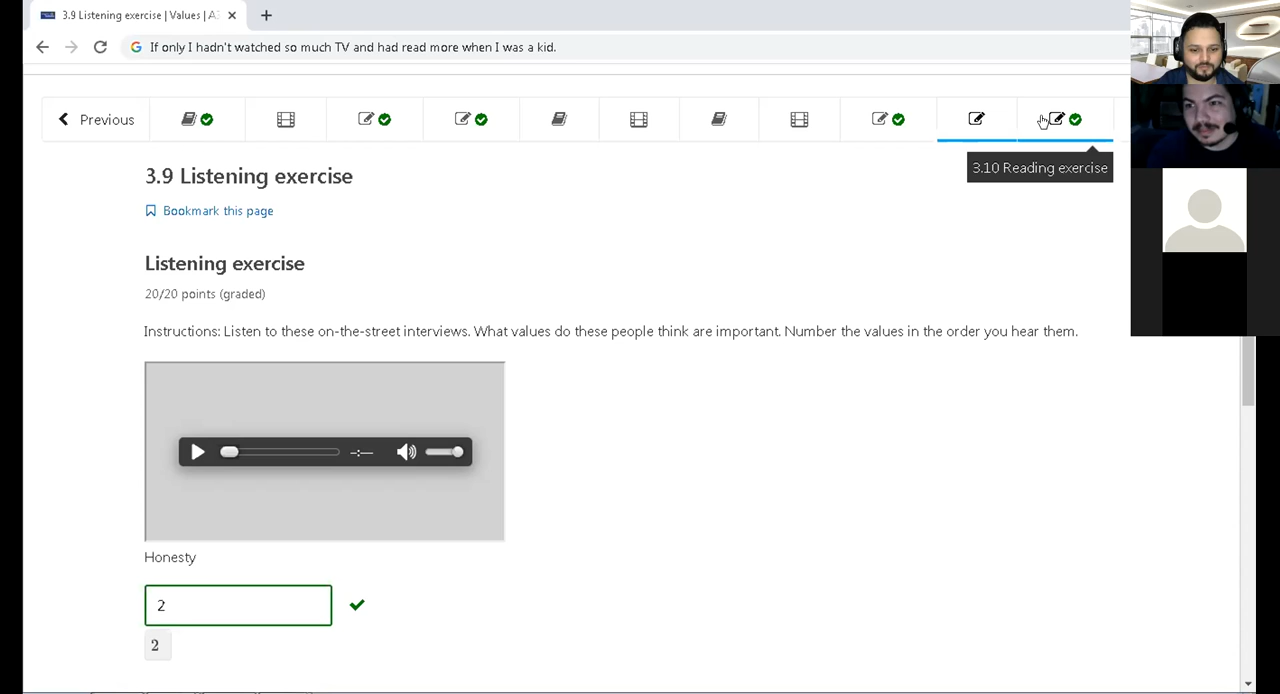 3.9 Listening exercise | Values | A
If only I hadn't watched so much TV and had read more when I was a kid.
Previous
3.10 Reading exercise
3.9 Listening exercise
Bookmark this page
Listening exercise
20/20 points (graded)
Instructions: Listen to these on-the-street interviews. What values do these people think are important. Number the values in the order you hear them.
-:--
Honesty
2
2